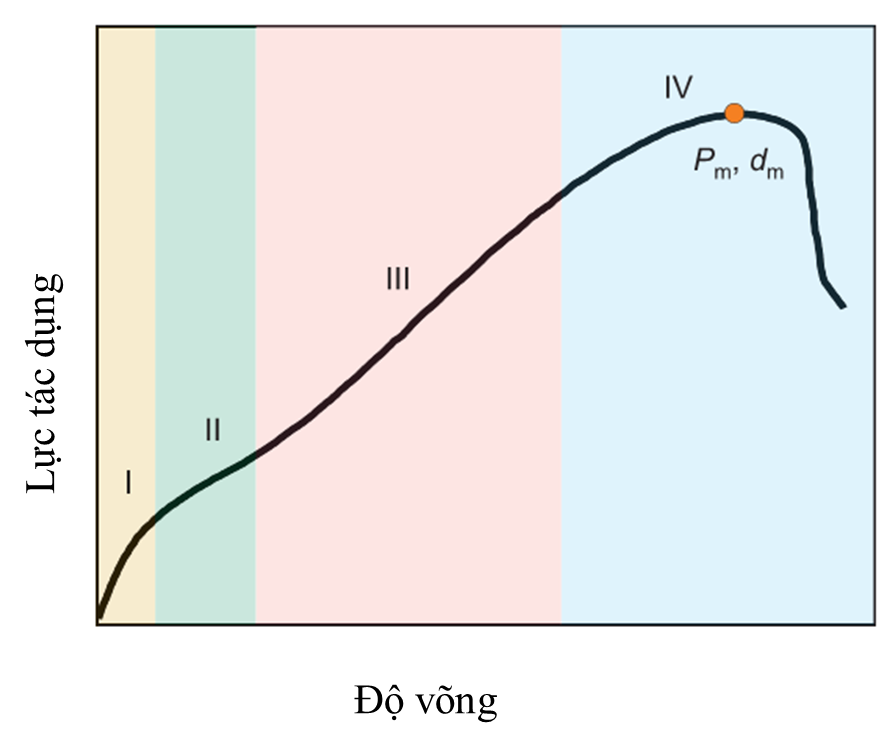 IV
Pm, dm
III
II
I
Lực tác dụng
Độ võng